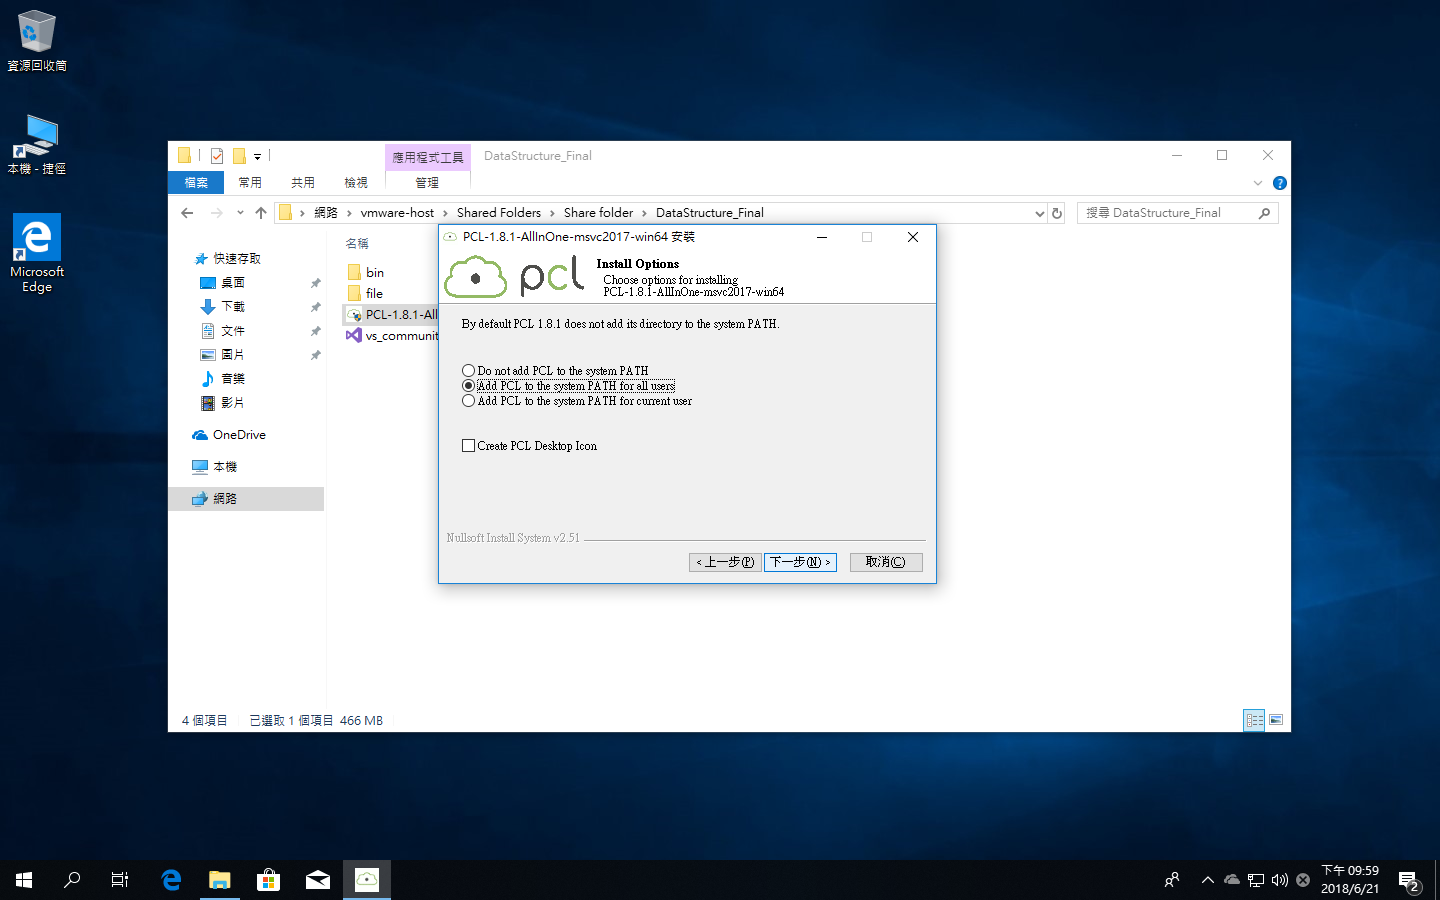 資源回收筒
本機 - 捷徑
Microsoft
Edge
應用程式工具
DataStructure_Final
檔案
常用
共用
檢視
管理
網路 › vmware-host › Shared Folders › Share folder › DataStructure_Final
搜尋 DataStructure_Final
快速存取
桌面
下載
文件
圖片
音樂
影片
OneDrive
本機
網路
名稱
bin
file
PCL-1.8.1-All
vs_communit
PCL-1.8.1-AllInOne-msvc2017-win64 安裝
pcl
Install Options
Choose options for installing
PCL-1.8.1-AllInOne-msvc2017-win64
By default PCL 1.8.1 does not add its directory to the system PATH.
Do not add PCL to the system PATH
Add PCL to the system PATH for all users
Add PCL to the system PATH for current user
Create PCL Desktop Icon
Nullsoft Install System v2.51
< 上一步(P)
下一步(N) >
取消(C)
4 個項目
已選取 1 個項目 466 MB
下午 09:59
2018/6/21
2